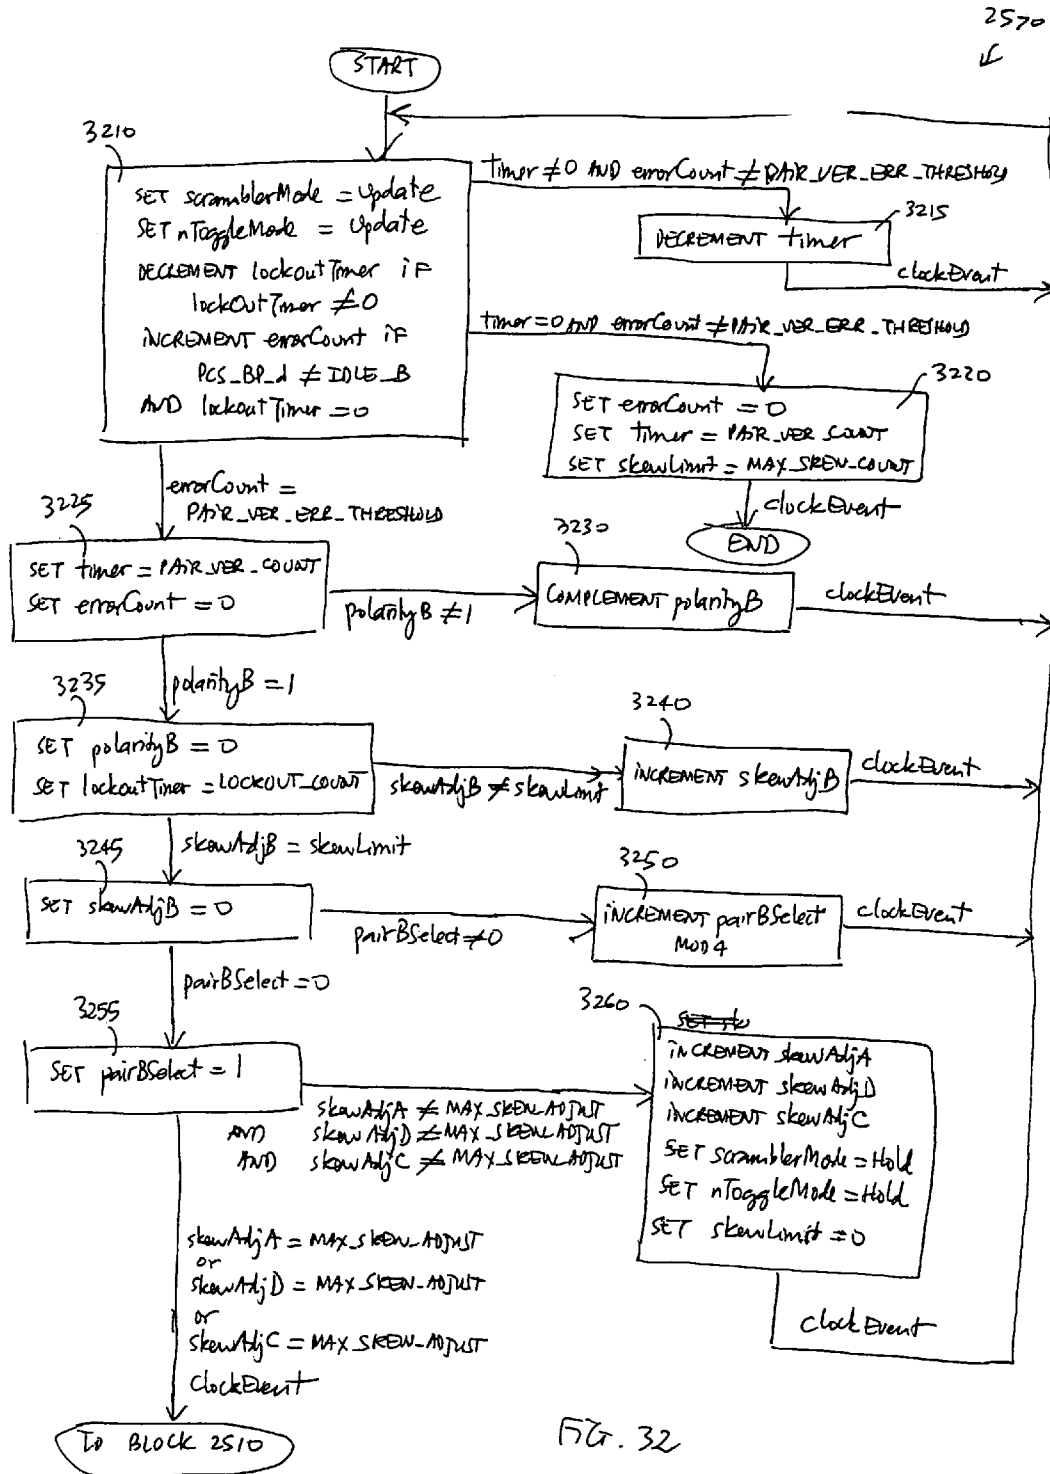 2570
START
3210
SET scramblerMode = Update
SET nToggleMode = Update
DECREMENT lockoutTimer iF
lockOutTimer ≠ 0
iNCREMENT errorCount iF
PCS_BP_d ≠ IDLE_B
AND lockoutTimer = 0
timer ≠ 0 AND errorCount ≠ PAiR_VER_ERR_THRESHOLD
3215
DECREMENT timer
clockEvent
timer = 0 AND errorCount ≠ PAiR_VER_ERR_THRESHOLD
3220
SET errorCount = 0
SET timer = PAiR_VER_COUNT
SET skewLimit = MAX_SKEW_COUNT
clockEvent
END
errorCount =
PAiR_VER_ERR_THRESHOLD
3225
SET timer = PAiR_VER_COUNT
SET errorCount = 0
polarityB ≠ 1
3230
COMPLEMENT polarityB
clockEvent
polarityB = 1
3235
SET polarityB = 0
SET lockoutTimer = LOCKOUT_COUNT
skewAdjB ≠ skewLimit
3240
iNCREMENT skewAdjB
clockEvent
skewAdjB = skewLimit
3245
SET skewAdjB = 0
pairBSelect ≠ 0
3250
iNCREMENT pairBSelect
MOD 4
clockEvent
pairBSelect = 0
3255
SET pairBSelect = 1
skewAdjA ≠ MAX_SKEW_ADJUST
AND skewAdjD ≠ MAX_SKEW_ADJUST
AND skewAdjC ≠ MAX_SKEW_ADJUST
3260
iNCREMENT skewAdjA
iNCREMENT skewAdjD
iNCREMENT skewAdjC
SET scramblerMode = Hold
SET nToggleMode = Hold
SET skewLimit = 0
clockEvent
skewAdjA = MAX_SKEW_ADJUST
or
skewAdjD = MAX_SKEW_ADJUST
or
skewAdjC = MAX_SKEW_ADJUST
ClockEvent
To BLOCK 2510
FIG. 32